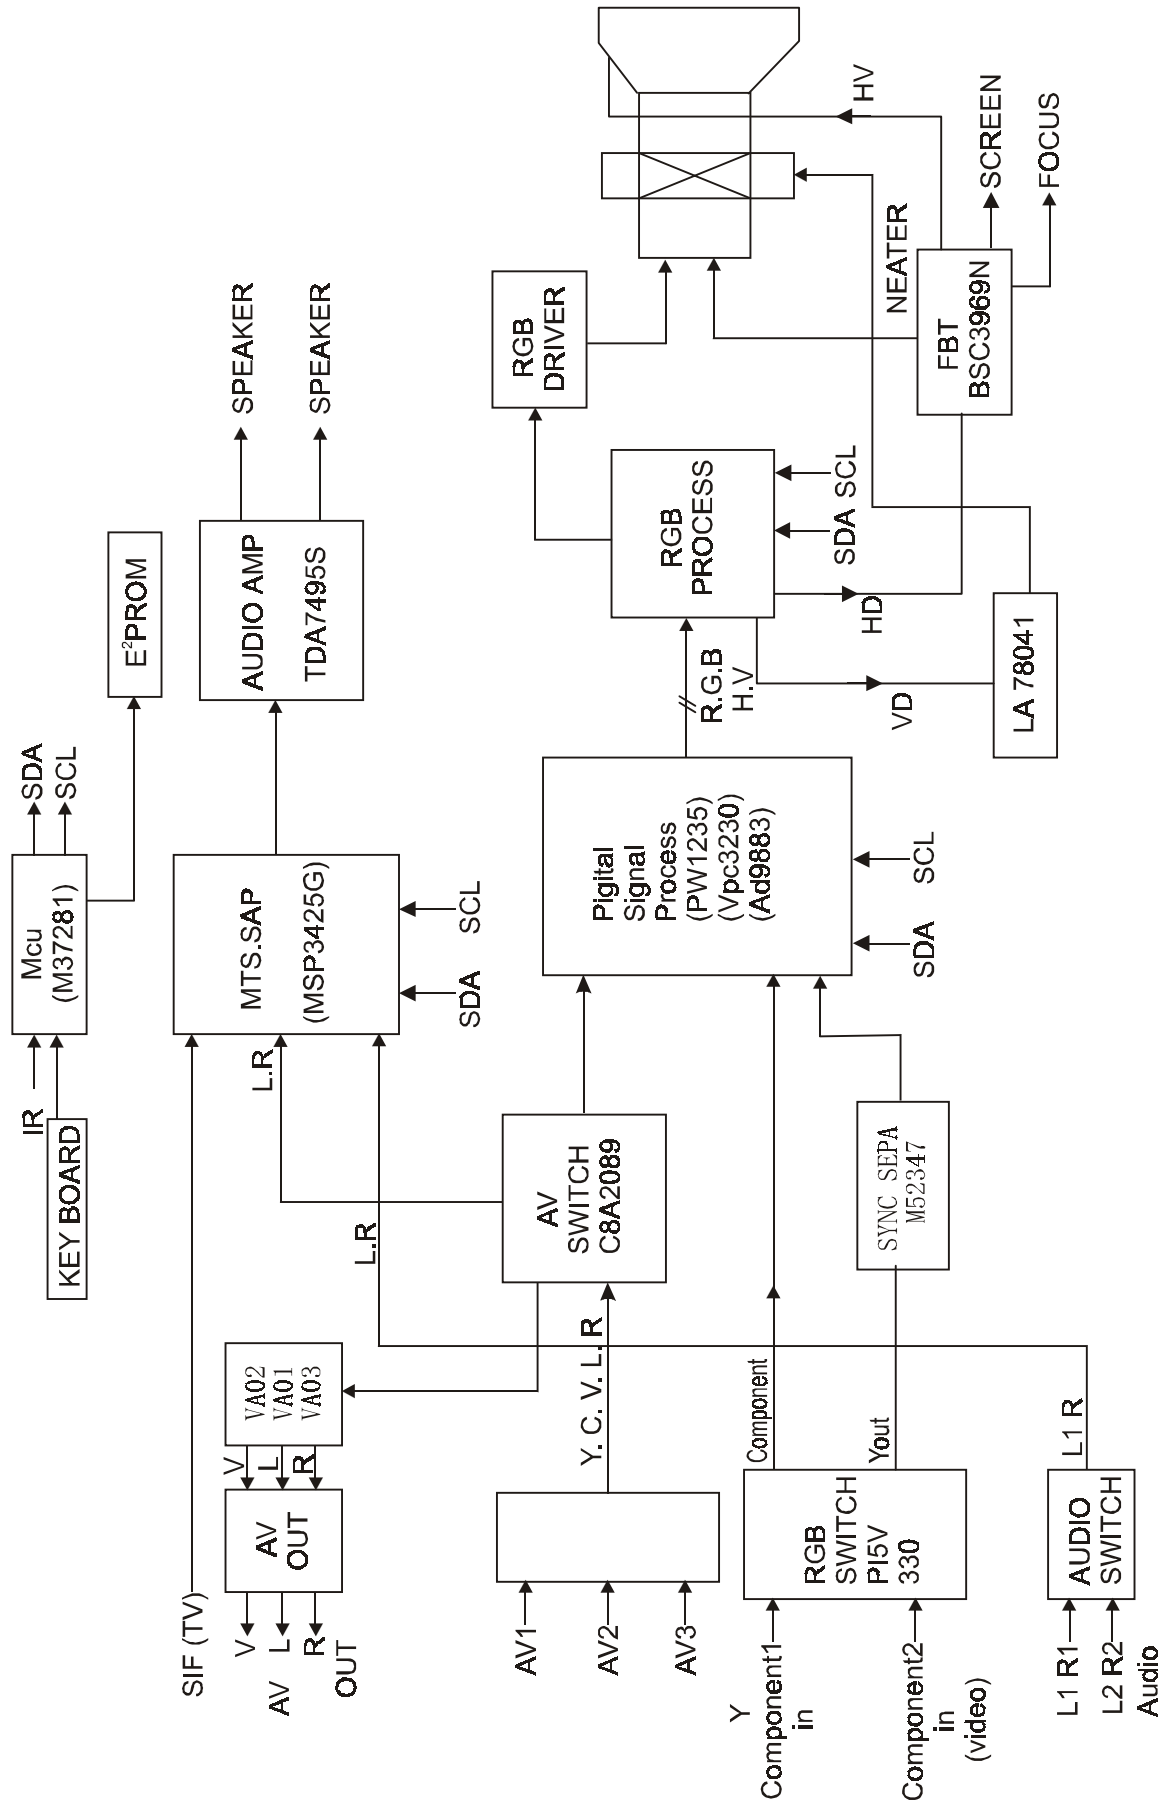 IR
KEY BOARD
Mcu
(M37281)
SDA
SCL
E²PROM
SIF (TV)
MTS.SAP
(MSP3425G)
SDA
SCL
AUDIO AMP
TDA7495S
SPEAKER
SPEAKER
V
L
R
AV
OUT
AV
OUT
V
L
R
VA02
VA01
VA03
L.R
L.R
AV1
AV2
AV3
Y. C. V. L. R
AV
SWITCH
C8A2089
Pigital
Signal
Process
(PW1235)
(Vpc3230)
(Ad9883)
SDA
SCL
R.G.B
H.V
RGB
PROCESS
SDA
SCL
RGB
DRIVER
HD
VD
LA 78041
FBT
BSC3969N
NEATER
HV
SCREEN
FOCUS
Y
Component1
in
Component2
in
(video)
RGB
SWITCH
PI5V
330
Component
Yout
SYNC SEPA
M52347
L1 R1
L2 R2
Audio
AUDIO
SWITCH
L1 R